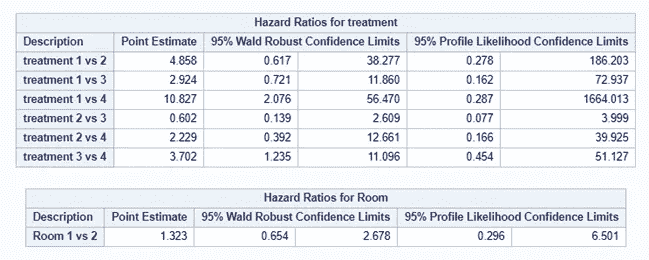 Hazard Ratios for treatment
Description Point Estimate 95% Wald Robust Confidence Limits 95% Profile Likelihood Confidence Limits
treatment 1 vs 2 4.858 0.617 38.277 0.278 186.203
treatment 1 vs 3 2.924 0.721 11.860 0.162 72.937
treatment 1 vs 4 10.827 2.076 56.470 0.287 1664.013
treatment 2 vs 3 0.602 0.139 2.609 0.077 3.999
treatment 2 vs 4 2.229 0.392 12.661 0.166 39.925
treatment 3 vs 4 3.702 1.235 11.096 0.454 51.127
Hazard Ratios for Room
Description Point Estimate 95% Wald Robust Confidence Limits 95% Profile Likelihood Confidence Limits
Room 1 vs 2 1.323 0.654 2.678 0.296 6.501